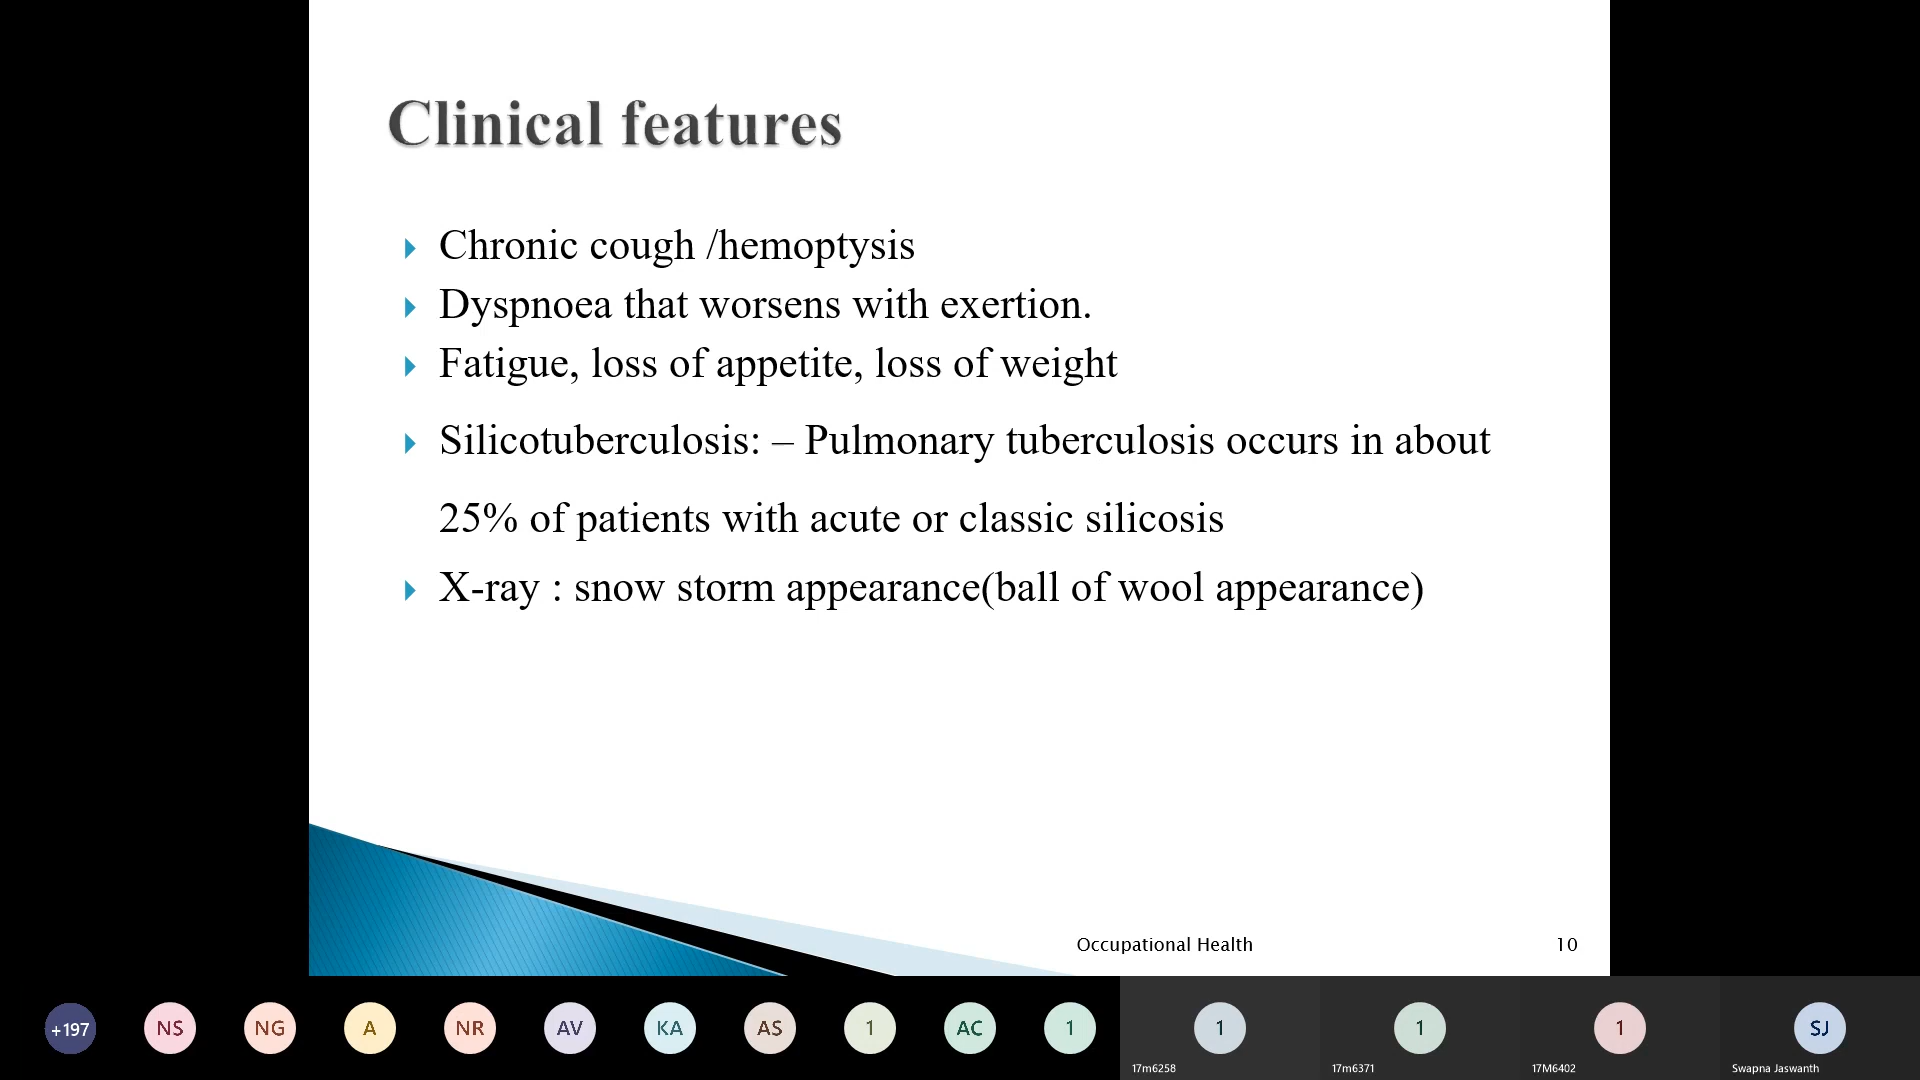 Clinical features
Chronic cough /hemoptysis
Dyspnoea that worsens with exertion.
Fatigue, loss of appetite, loss of weight
Silicotuberculosis: – Pulmonary tuberculosis occurs in about
25% of patients with acute or classic silicosis
X-ray : snow storm appearance(ball of wool appearance)
Occupational Health 10
+197 NS NG A NR AV KA AS 1 AC 1 1 1 1 SJ
17m6258 17m6371 17M6402 Swapna Jaswanth